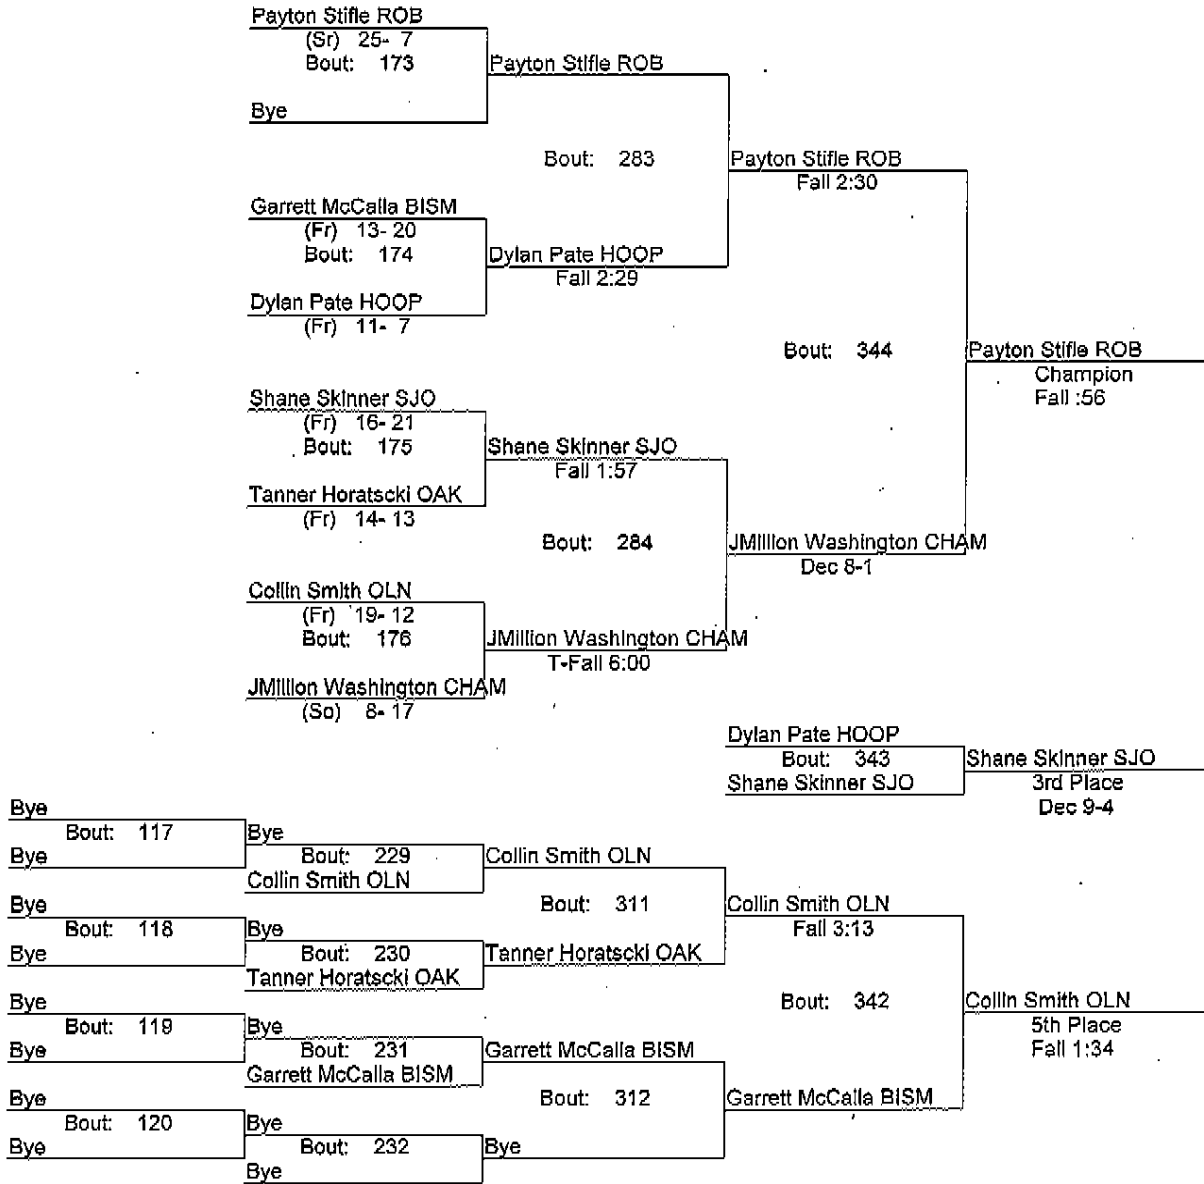 Payton Stifle ROB
(Sr) 25- 7
Bout: 173
Payton Stifle ROB
Bye
Bout: 283
Payton Stifle ROB
Fall 2:30
Garrett McCalla BISM
(Fr) 13- 20
Bout: 174
Dylan Pate HOOP
Fall 2:29
Dylan Pate HOOP
(Fr) 11- 7
Bout: 344
Payton Stifle ROB
Champion
Fall :56
Shane Skinner SJO
(Fr) 16- 21
Bout: 175
Shane Skinner SJO
Fall 1:57
Tanner Horatscki OAK
(Fr) 14- 13
Bout: 284
JMillion Washington CHAM
Dec 8-1
Collin Smith OLN
(Fr) 19- 12
Bout: 176
JMillion Washington CHAM
T-Fall 6:00
JMillion Washington CHAM
(So) 8- 17
Dylan Pate HOOP
Bout: 343
Shane Skinner SJO
Shane Skinner SJO
3rd Place
Dec 9-4
Bye
Bout: 117
Bye
Bye
Bout: 229
Collin Smith OLN
Collin Smith OLN
Bout: 311
Collin Smith OLN
Fall 3:13
Bye
Bout: 118
Bye
Bye
Bout: 230
Tanner Horatscki OAK
Tanner Horatscki OAK
Bout: 342
Collin Smith OLN
5th Place
Fall 1:34
Bye
Bout: 119
Bye
Bye
Bout: 231
Garrett McCalla BISM
Garrett McCalla BISM
Bout: 312
Garrett McCalla BISM
Bye
Bout: 120
Bye
Bye
Bout: 232
Bye
Bye